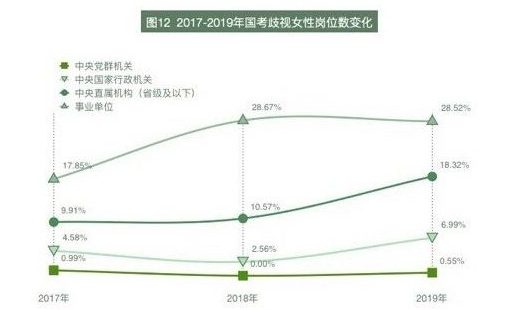 图12 2017-2019年国考歧视女性岗位数变化
中央党群机关
中央国家行政机关
中央直属机构（省级及以下）
事业单位
28.67%
28.52%
17.85%
18.32%
9.91%
10.57%
4.58%
2.56%
6.99%
0.99%
0.00%
0.55%
2017年
2018年
2019年